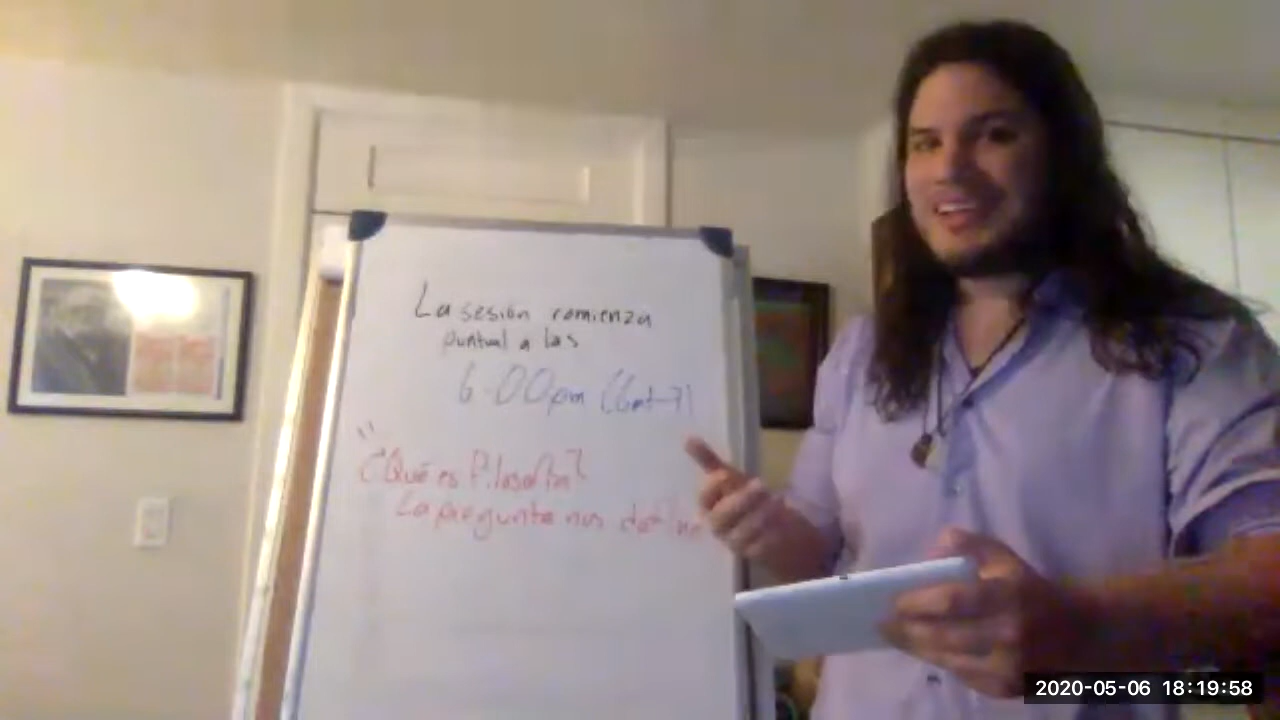 La sesión comienza
puntual a las
6:00pm (Gmt-7)
"¿Qué es Filosofía?
La pregunta nos define
2020-05-06 18:19:58